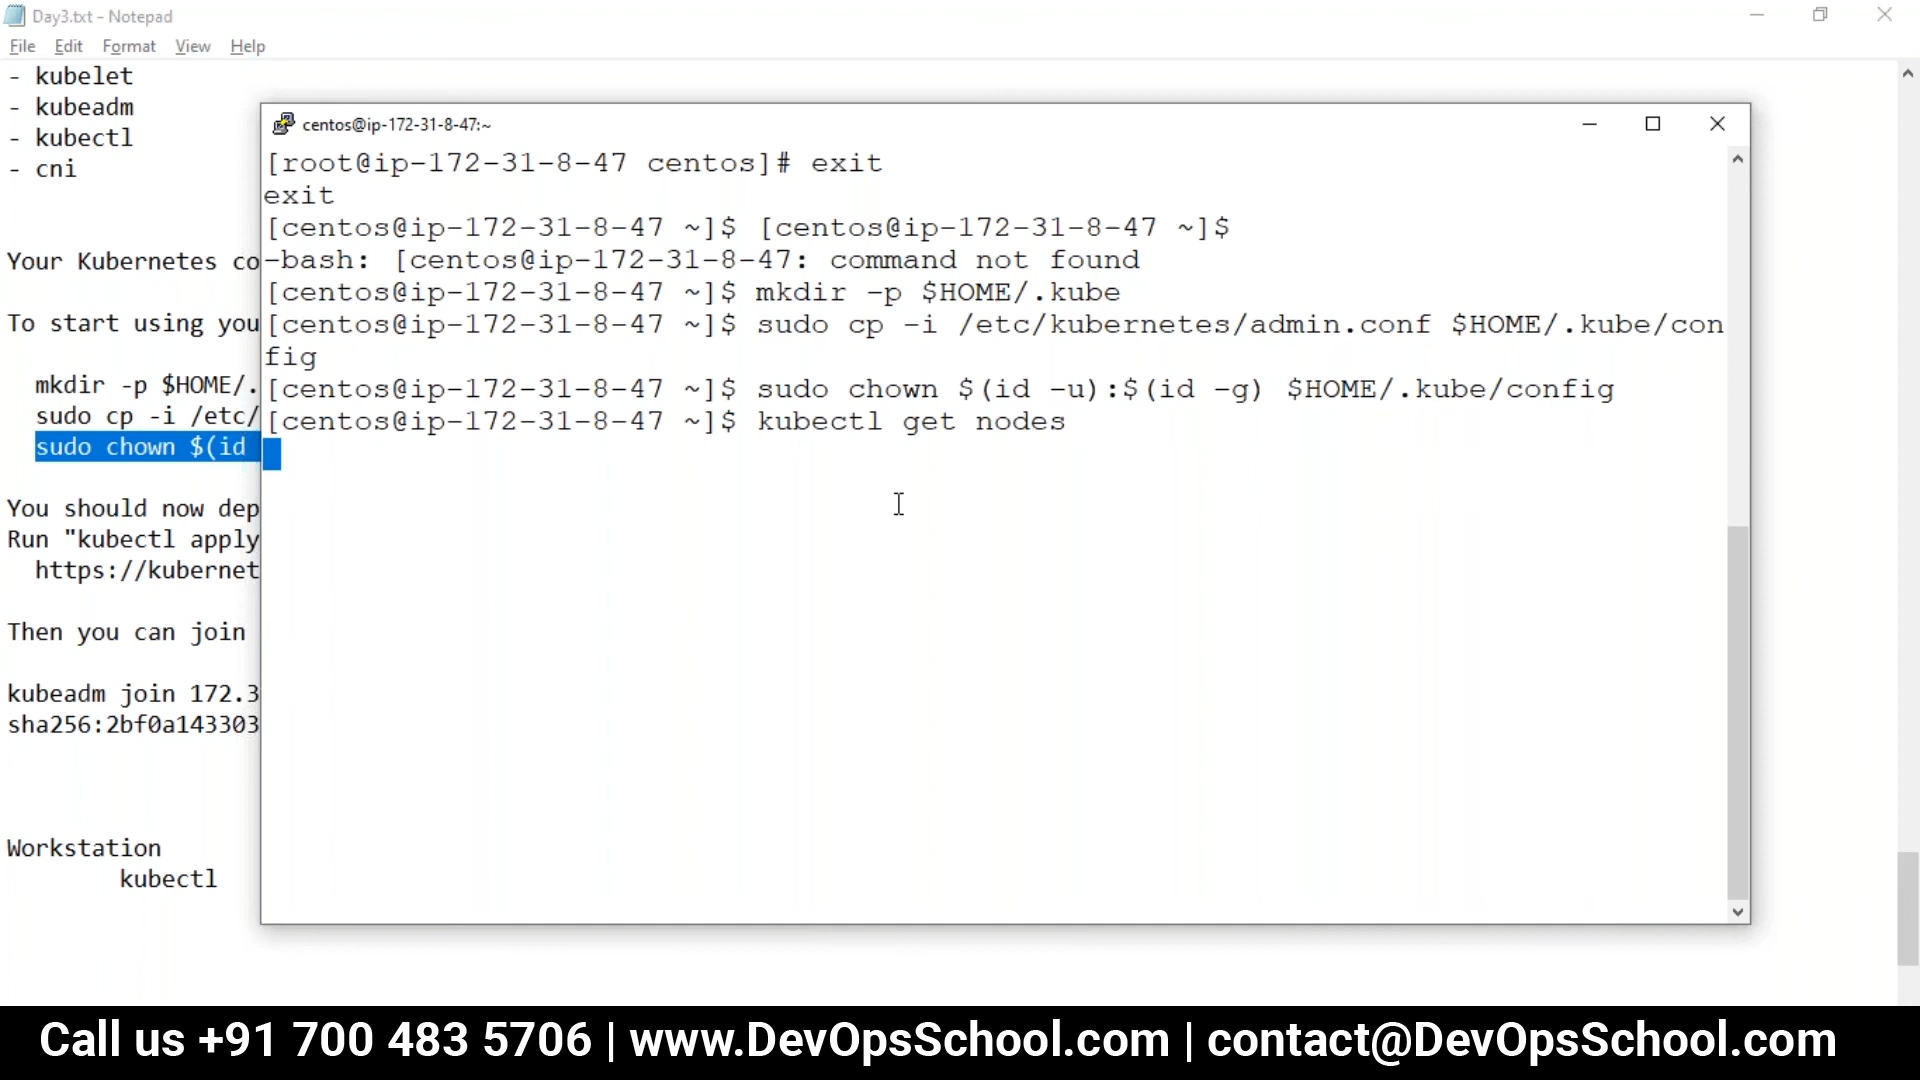 Day3.txt - Notepad
File Edit Format View Help
- kubelet
- kubeadm
- kubectl
- cni
Your Kubernetes co
To start using you
mkdir -p $HOME/.
sudo cp -i /etc/
sudo chown $(id
You should now dep
Run "kubectl apply
https://kubernet
Then you can join
kubeadm join 172.3
sha256:2bf0a143303
Workstation
kubectl
centos@ip-172-31-8-47:~
[root@ip-172-31-8-47 centos]# exit
exit
[centos@ip-172-31-8-47 ~]$ [centos@ip-172-31-8-47 ~]$
-bash: [centos@ip-172-31-8-47: command not found
[centos@ip-172-31-8-47 ~]$ mkdir -p $HOME/.kube
[centos@ip-172-31-8-47 ~]$ sudo cp -i /etc/kubernetes/admin.conf $HOME/.kube/con
fig
[centos@ip-172-31-8-47 ~]$ sudo chown $(id -u):$(id -g) $HOME/.kube/config
[centos@ip-172-31-8-47 ~]$ kubectl get nodes
Call us +91 700 483 5706 | www.DevOpsSchool.com | contact@DevOpsSchool.com